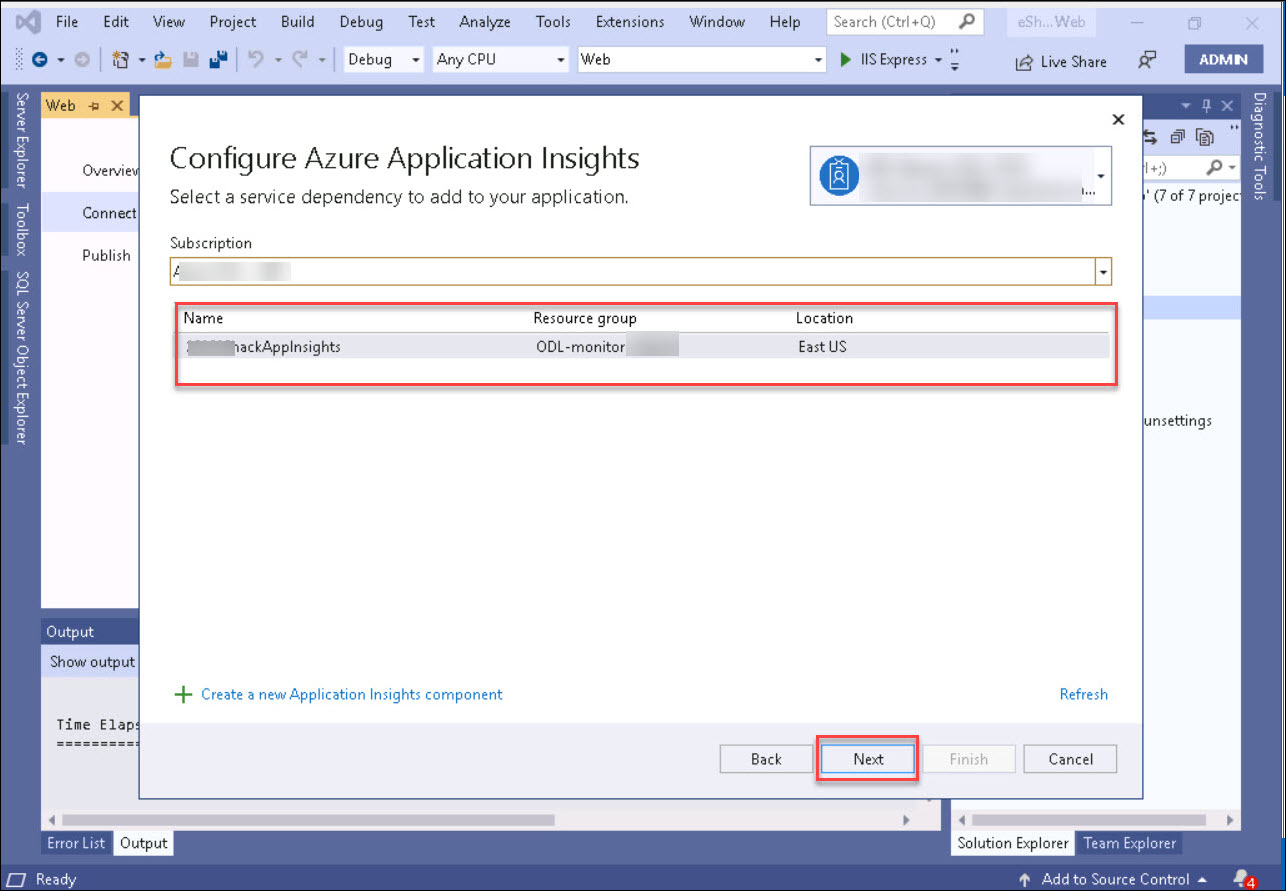 File Edit View Project Build Debug Test Analyze Tools Extensions Window Help Search (Ctrl+Q) eSh...Web
Debug Any CPU Web IIS Express Live Share ADMIN
Server Explorer
Toolbox
SQL Server Object Explorer
Web
Overview
Connect
Publish
Configure Azure Application Insights
Select a service dependency to add to your application.
...
Subscription
A
Name Resource group Location
hackAppInsights ODL-monitor East US
Create a new Application Insights component Refresh
Back Next Finish Cancel
Diagnostic Tools
l+;)
' (7 of 7 project
unsettings
Output
Show output
Time Elaps
==========
Error List Output
Solution Explorer Team Explorer
Ready
Add to Source Control 4